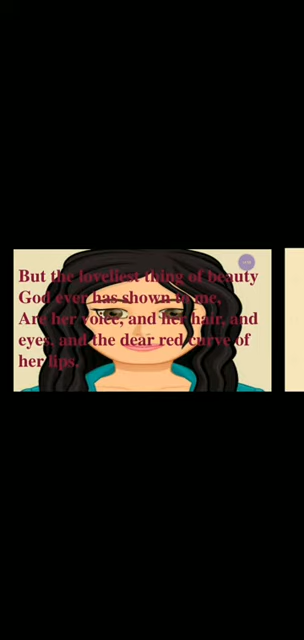 But the loveliest thing of beauty
God ever has shown to me,
Are her voice, and her hair, and
eyes, and the dear red curve of
her lips.